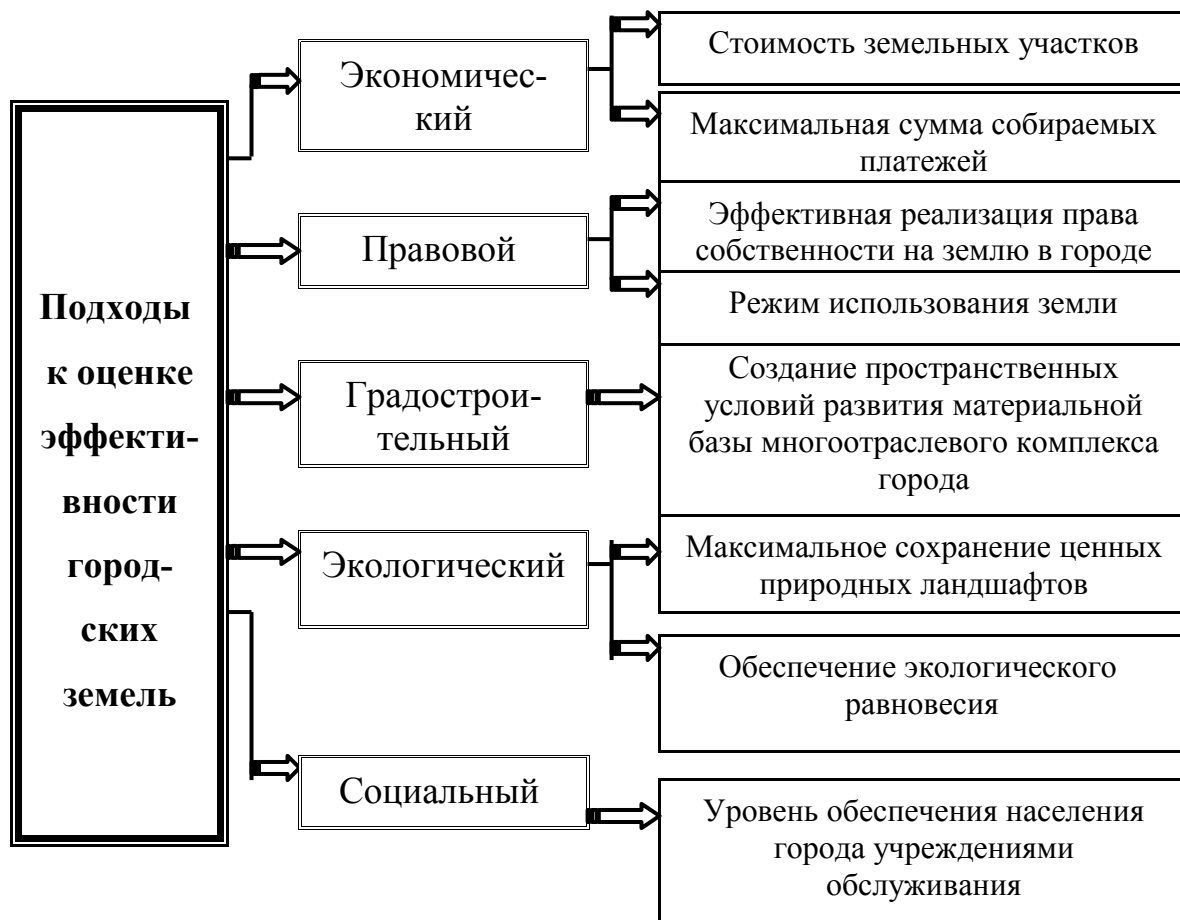 Подходы
к оценке
эффекти-
вности
город-
ских
земель
Экономичес-
кий
Стоимость земельных участков
Максимальная сумма собираемых
платежей
Правовой
Эффективная реализация права
собственности на землю в городе
Режим использования земли
Градострои-
тельный
Создание пространственных
условий развития материальной
базы многоотраслевого комплекса
города
Экологический
Максимальное сохранение ценных
природных ландшафтов
Обеспечение экологического
равновесия
Социальный
Уровень обеспечения населения
города учреждениями
обслуживания